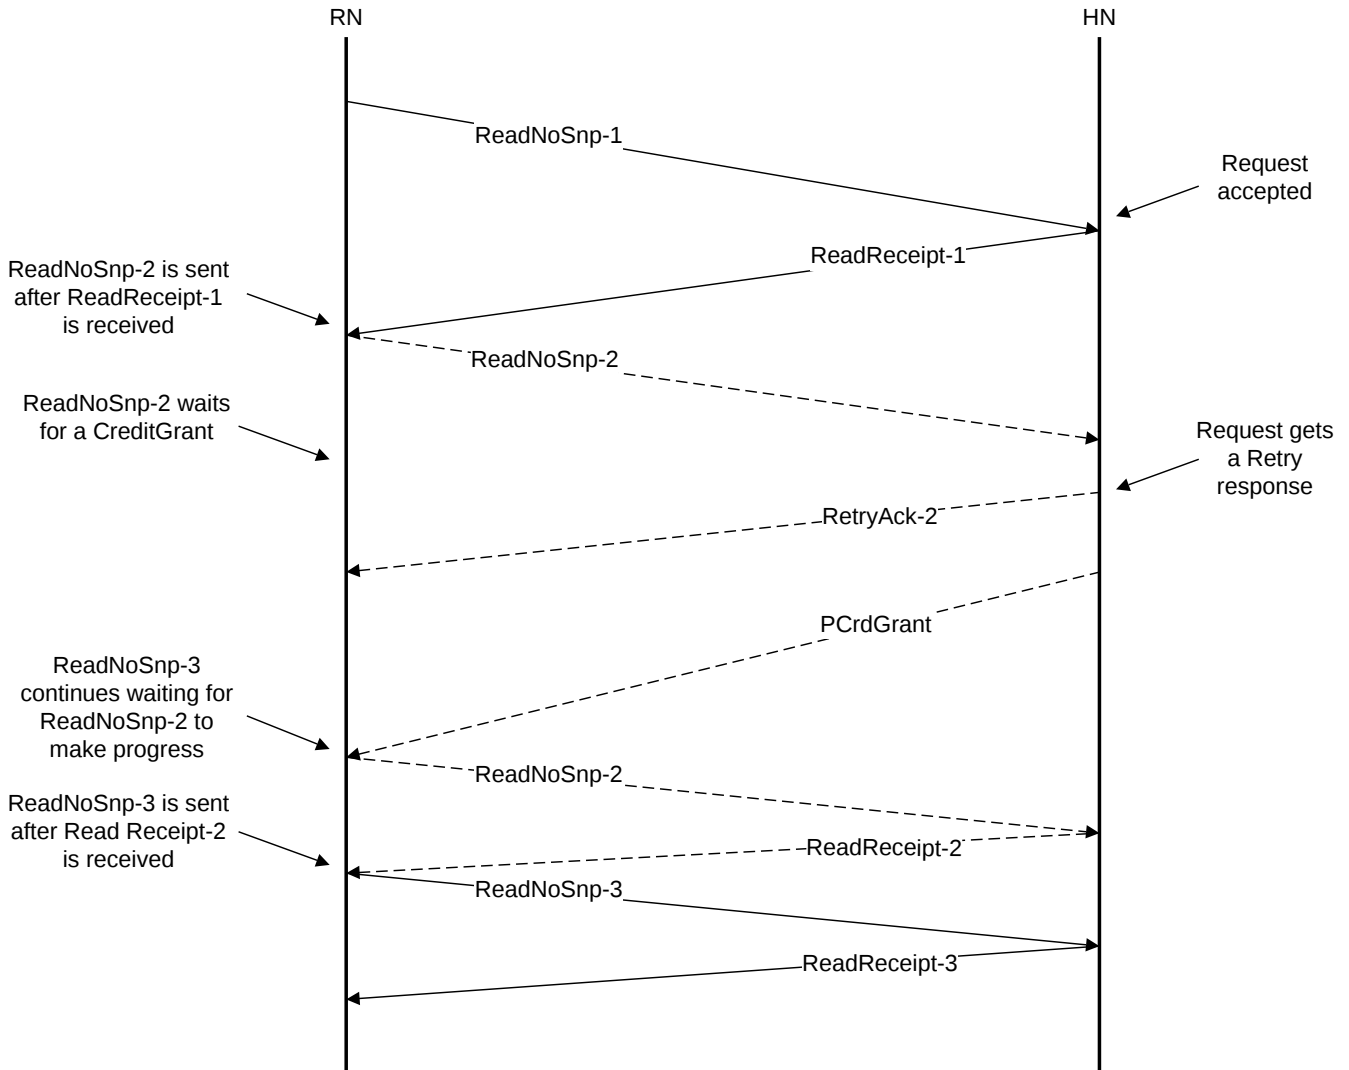 RN
HN
ReadNoSnp-1
Request
accepted
ReadReceipt-1
ReadNoSnp-2 is sent
after ReadReceipt-1
is received
ReadNoSnp-2
ReadNoSnp-2 waits
for a CreditGrant
Request gets
a Retry
response
RetryAck-2
PCrdGrant
ReadNoSnp-3
continues waiting for
ReadNoSnp-2 to
make progress
ReadNoSnp-2
ReadNoSnp-3 is sent
after Read Receipt-2
is received
ReadReceipt-2
ReadNoSnp-3
ReadReceipt-3